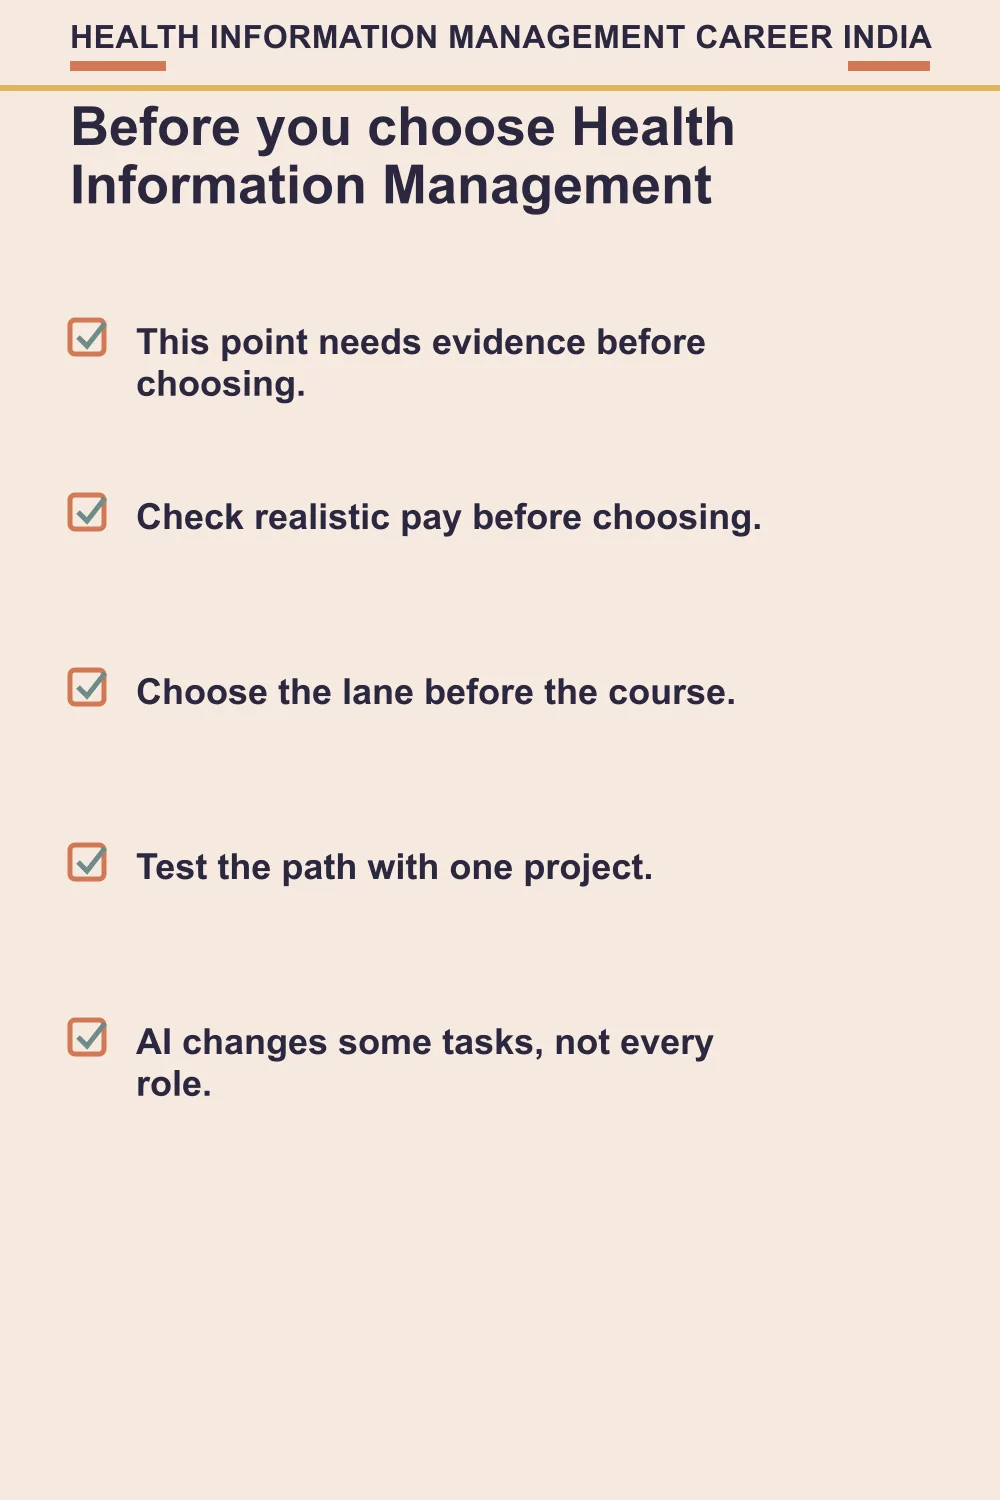 HEALTH INFORMATION MANAGEMENT CAREER INDIA
Before you choose Health
Information Management
This point needs evidence before
choosing.
Check realistic pay before choosing.
Choose the lane before the course.
Test the path with one project.
AI changes some tasks, not every
role.